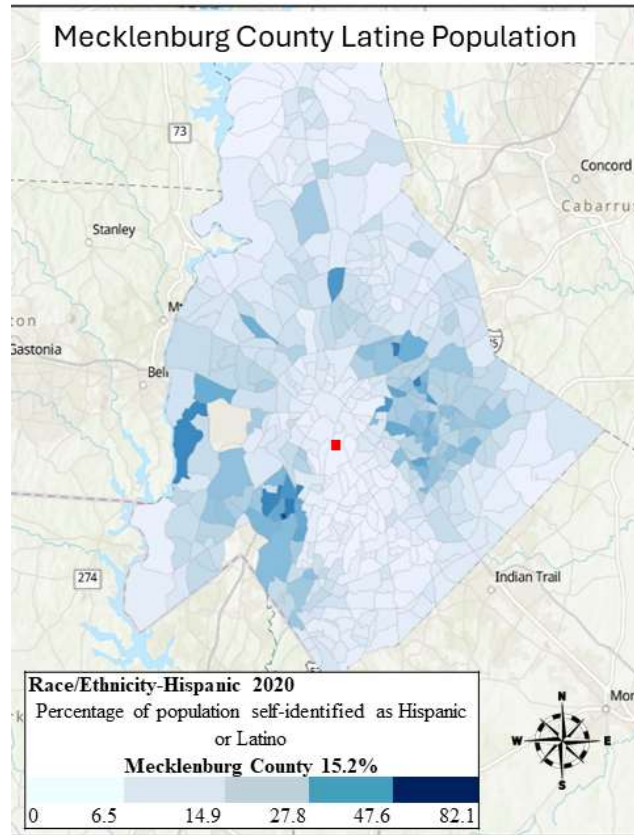 Mecklenburg County Latine Population
73
Concord
Cabarru
Stanley
Gastonia
Indian Trail
274
Race/Ethnicity-Hispanic 2020
Percentage of population self-identified as Hispanic
or Latino
Mecklenburg County 15.2%
0 6.5 14.9 27.8 47.6 82.1
N
W E
S